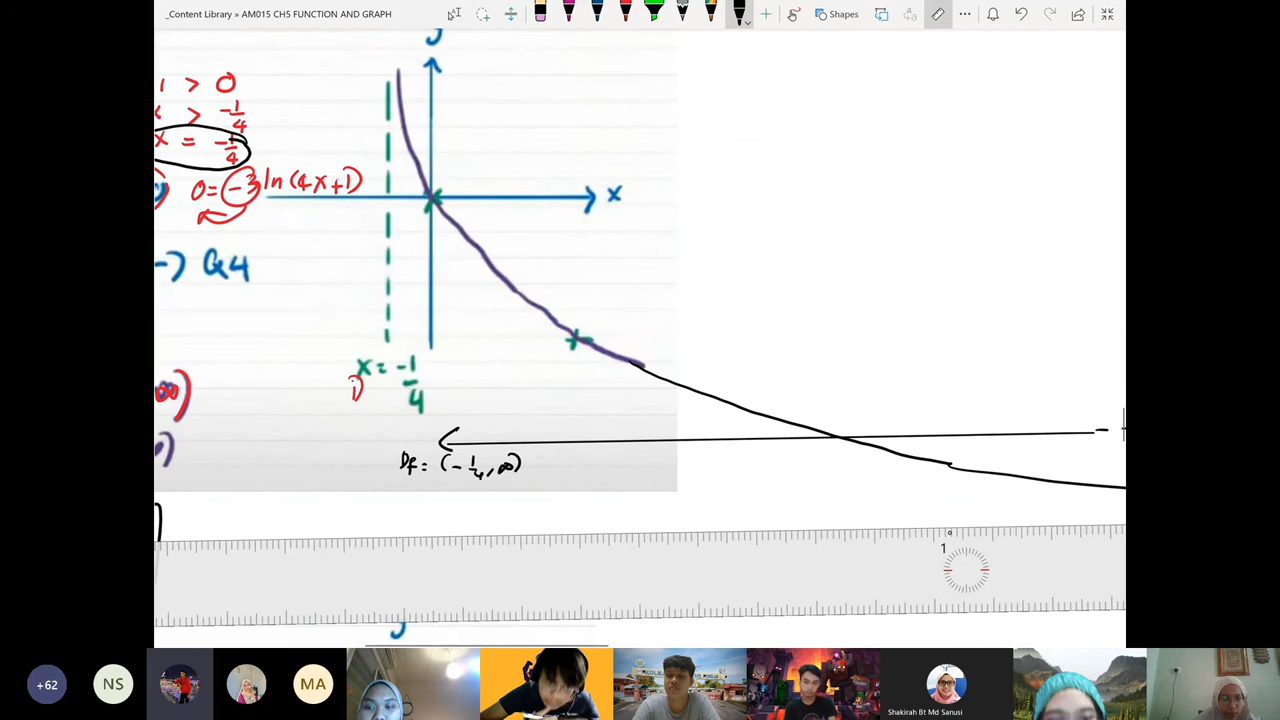 _Content Library » AM015 CH5 FUNCTION AND GRAPH
Shapes
y
1 > 0
x > -1/4
x = -1/4
0 = -3 ln(4x+1)
x
-) Q4
x = -1/4
i)
∞)
Df = (-1/4, ∞)
1
+62
NS
MA
Shakirah Bt Md Sanusi